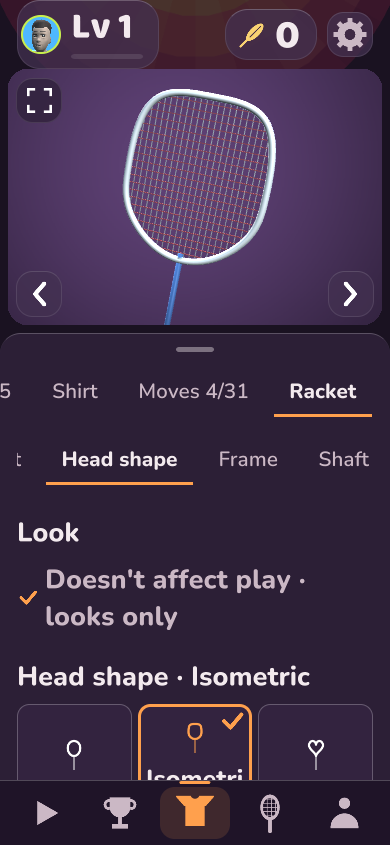 Lv 1
0
5 Shirt Moves 4/31 Racket
t Head shape Frame Shaft
Look
Doesn't affect play ·
looks only
Head shape · Isometric
Isometri